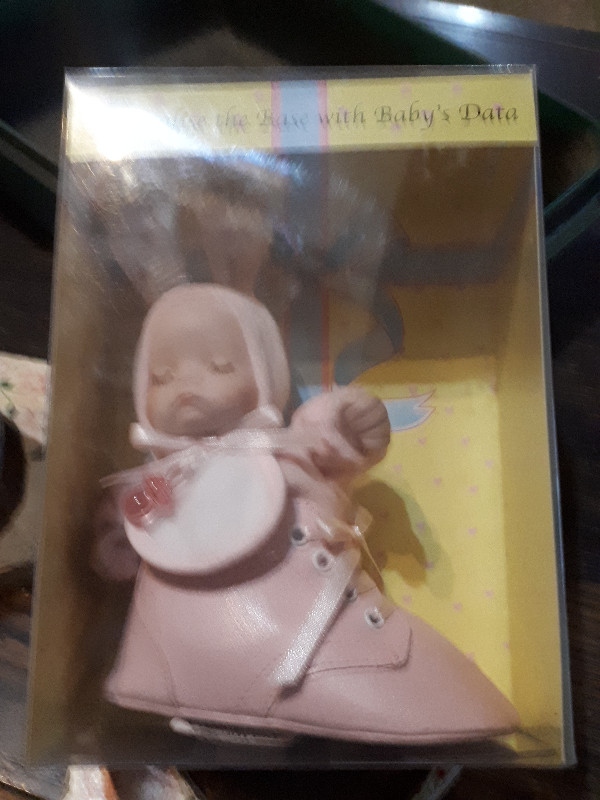 the Base with Baby's Data